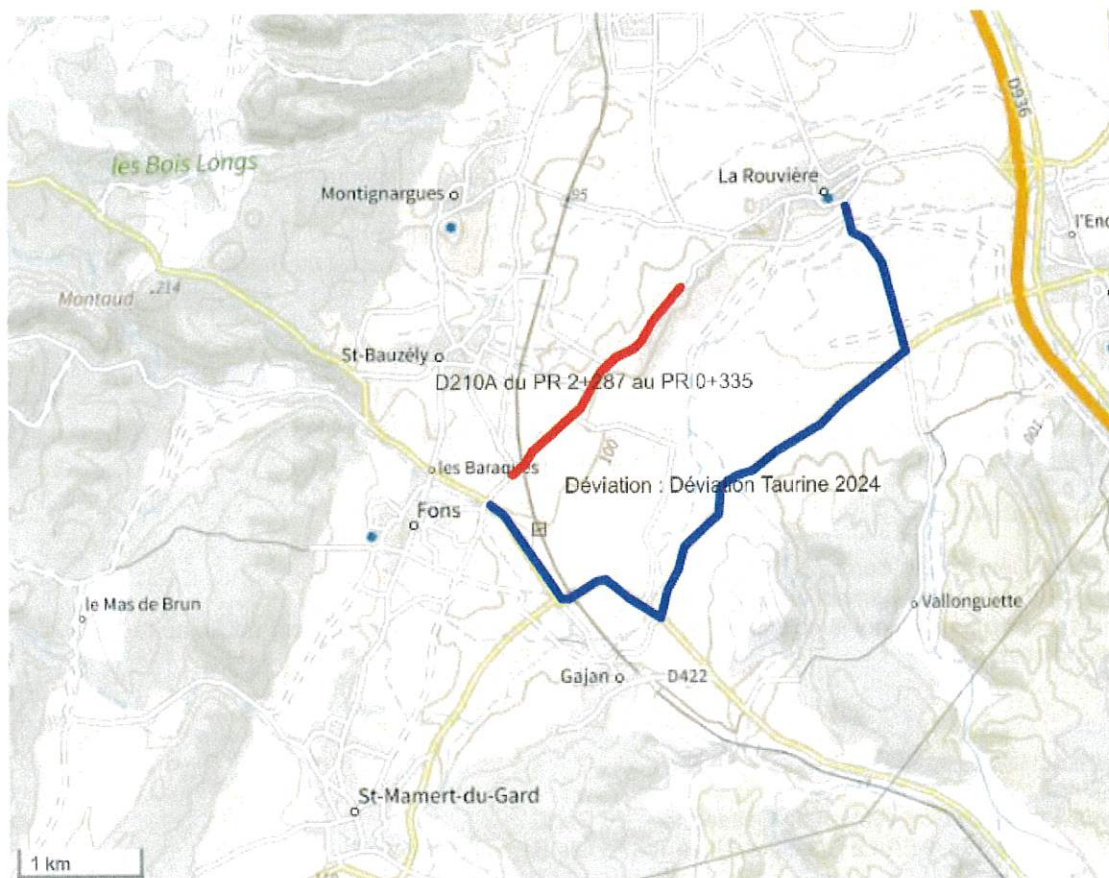 D936
les Bois Longs
Montignargues
95
La Rouvière
Montaud
214
St-Bauzély
D210A du PR 2+287 au PR 0+335
les Baraques
100
Déviation : Déviation Taurine 2024
Fons
le Mas de Brun
Vallonguette
Gajan
D422
St-Mamert-du-Gard
1 km